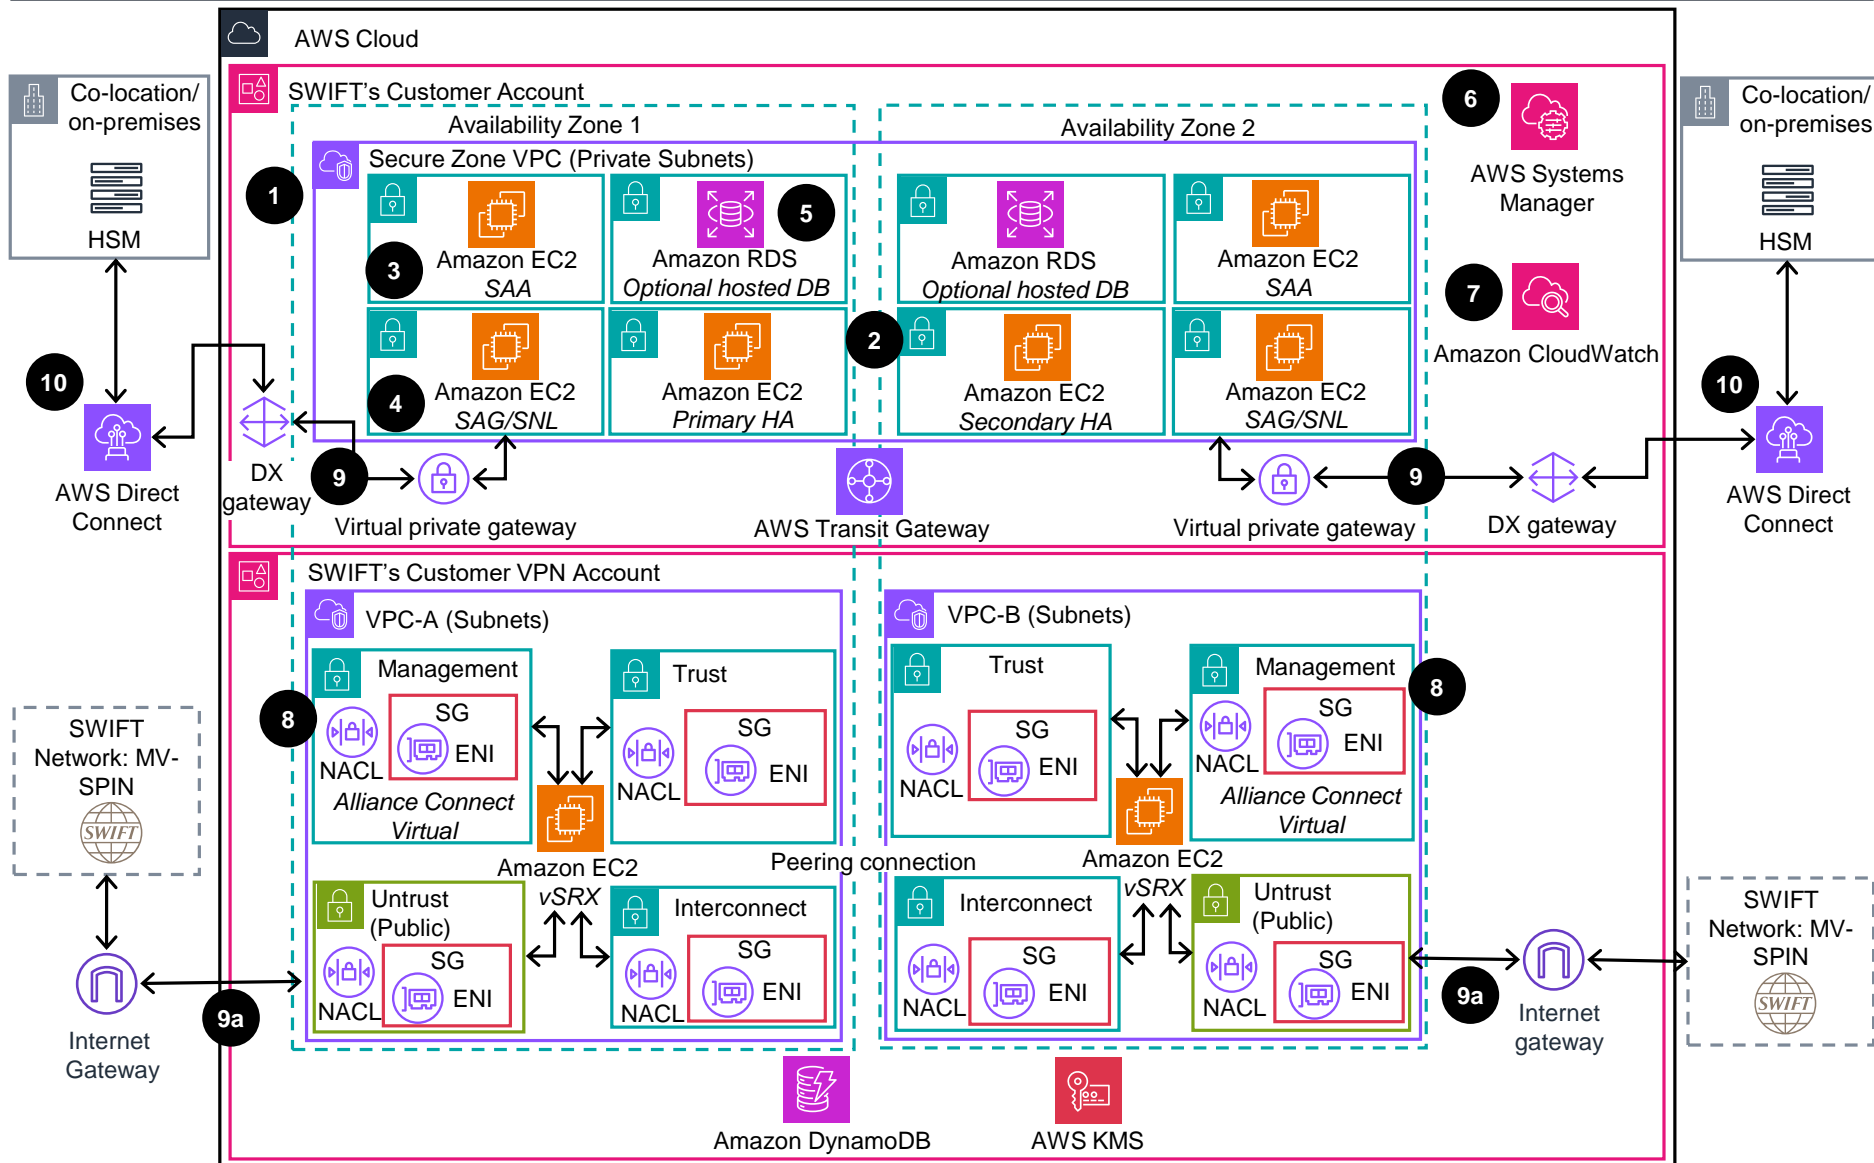 AWS Cloud
Co-location/
on-premises
HSM
SWIFT's Customer Account
Availability Zone 1
Availability Zone 2
6
AWS Systems
Manager
Co-location/
on-premises
HSM
1
Secure Zone VPC (Private Subnets)
3
Amazon EC2
SAA
5
Amazon RDS
Optional hosted DB
Amazon RDS
Optional hosted DB
Amazon EC2
SAA
7
Amazon CloudWatch
4
Amazon EC2
SAG/SNL
Amazon EC2
Primary HA
2
Amazon EC2
Secondary HA
Amazon EC2
SAG/SNL
10
AWS Direct
Connect
DX
gateway
9
Virtual private gateway
AWS Transit Gateway
Virtual private gateway
9
DX gateway
10
AWS Direct
Connect
SWIFT's Customer VPN Account
VPC-A (Subnets)
VPC-B (Subnets)
8
Management
SG
ENI
NACL
Alliance Connect
Virtual
Trust
SG
ENI
NACL
Trust
SG
ENI
NACL
Management
SG
ENI
NACL
Alliance Connect
Virtual
8
SWIFT
Network: MV-
SPIN
SWIFT
Amazon EC2
vSRX
Peering connection
Amazon EC2
vSRX
Untrust
(Public)
SG
ENI
NACL
Interconnect
SG
ENI
NACL
Interconnect
SG
ENI
NACL
Untrust
(Public)
SG
ENI
NACL
SWIFT
Network: MV-
SPIN
SWIFT
9a
Internet
Gateway
9a
Internet
gateway
Amazon DynamoDB
AWS KMS